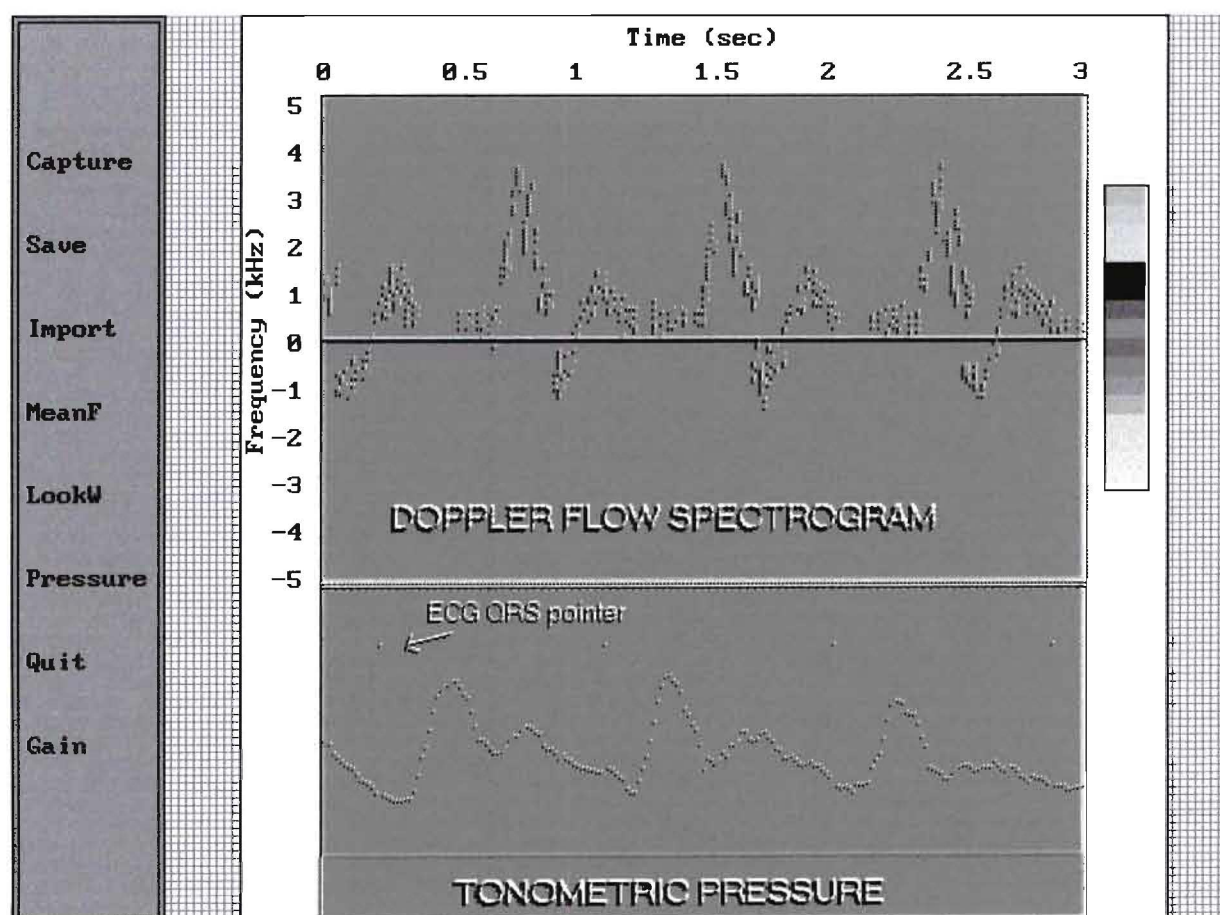 Capture
Save
Import
MeanF
LookW
Pressure
Quit
Gain
Time (sec)
0 0.5 1 1.5 2 2.5 3
Frequency (kHz)
5
4
3
2
1
0
-1
-2
-3
-4
-5
DOPPLER FLOW SPECTROGRAM
ECG QRS pointer
TONOMETRIC PRESSURE